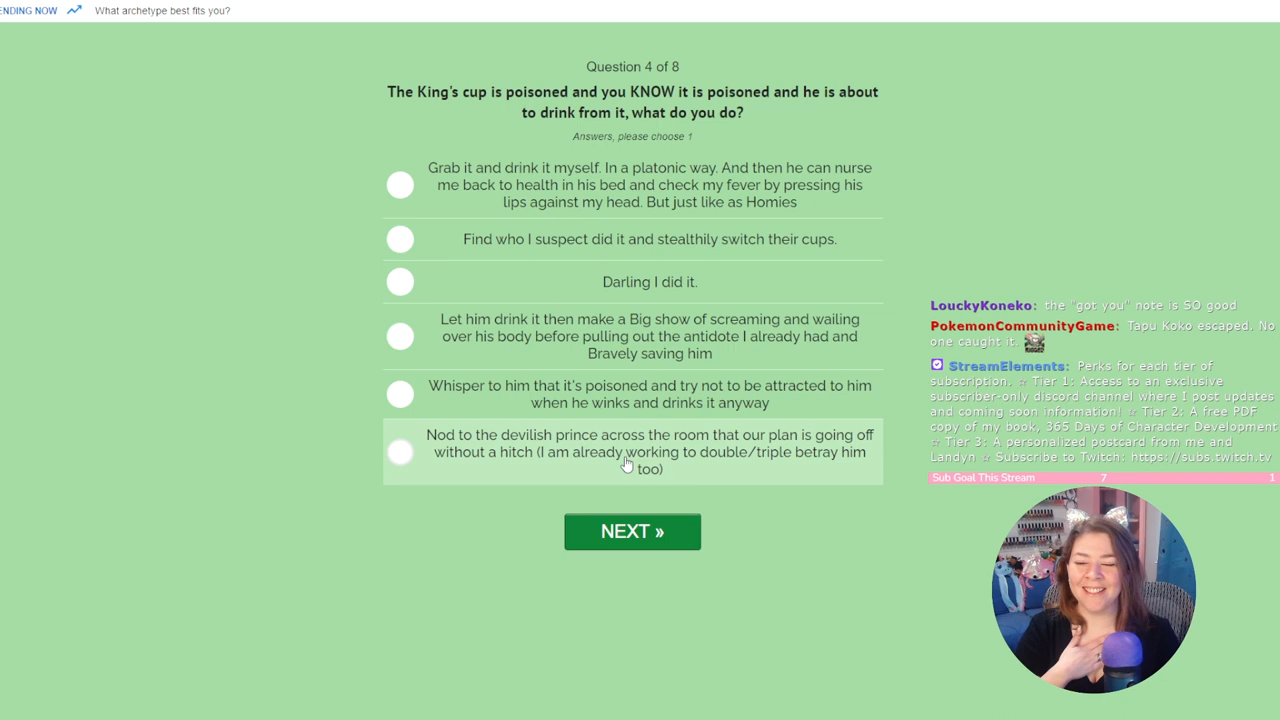 ENDING NOW
What archetype best fits you?
Question 4 of 8
The King's cup is poisoned and you KNOW it is poisoned and he is about
to drink from it, what do you do?
Answers, please choose 1
Grab it and drink it myself. In a platonic way. And then he can nurse
me back to health in his bed and check my fever by pressing his
lips against my head. But just like as Homies
Find who I suspect did it and stealthily switch their cups.
Darling I did it.
Let him drink it then make a Big show of screaming and wailing
over his body before pulling out the antidote I already had and
Bravely saving him
Whisper to him that it's poisoned and try not to be attracted to him
when he winks and drinks it anyway
Nod to the devilish prince across the room that our plan is going off
without a hitch (I am already working to double/triple betray him
too)
NEXT »
LouckyKoneko: the "got you" note is SO good
PokemonCommunityGame: Tapu Koko escaped. No
one caught it.
StreamElements: Perks for each tier of
subscription. ☆ Tier 1: Access to an exclusive
subscriber-only discord channel where I post updates
and coming soon information! ☆ Tier 2: A free PDF
copy of my book, 365 Days of Character Development
☆ Tier 3: A personalized postcard from me and
Landyn ☆ Subscribe to Twitch: https://subs.twitch.tv
Sub Goal This Stream 7 1